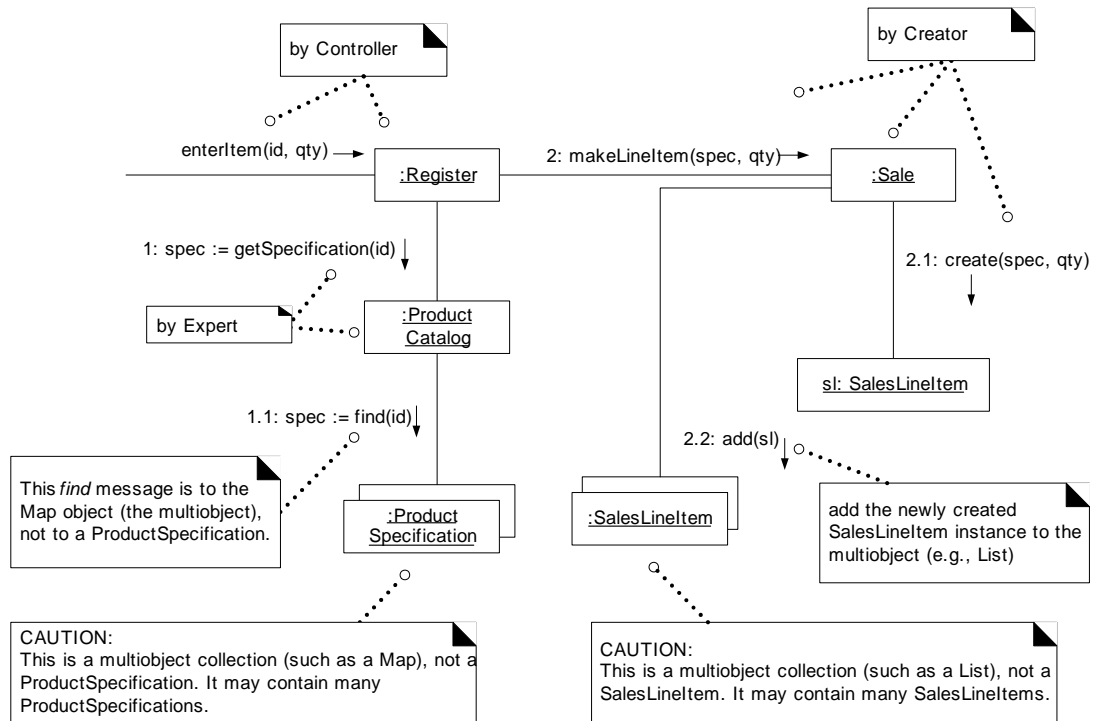 by Controller
by Creator
enterItem(id, qty)
:Register
2: makeLineItem(spec, qty)
:Sale
1: spec := getSpecification(id)
2.1: create(spec, qty)
by Expert
:Product
Catalog
sl: SalesLineItem
1.1: spec := find(id)
2.2: add(sl)
This find message is to the
Map object (the multiobject),
not to a ProductSpecification.
:Product
Specification
:SalesLineItem
add the newly created
SalesLineItem instance to the
multiobject (e.g., List)
CAUTION:
This is a multiobject collection (such as a Map), not a
ProductSpecification. It may contain many
ProductSpecifications.
CAUTION:
This is a multiobject collection (such as a List), not a
SalesLineItem. It may contain many SalesLineItems.